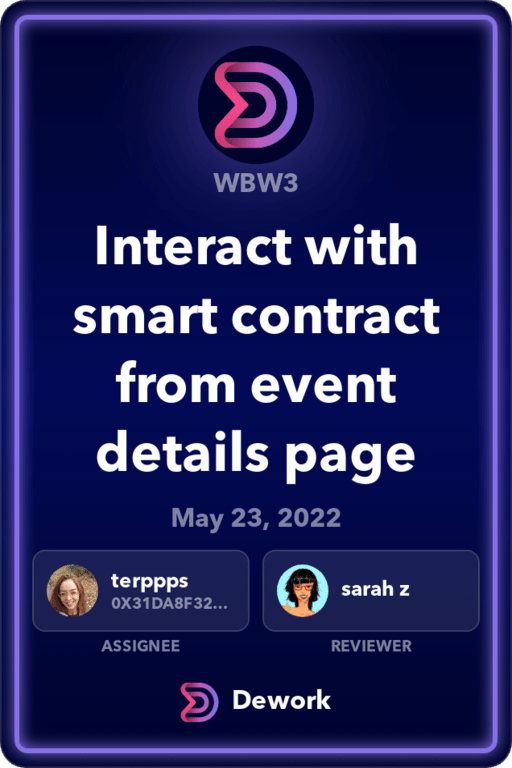 WBW3
Interact with
smart contract
from event
details page
May 23, 2022
terppps
0X31DA8F32...
ASSIGNEE
sarah z
REVIEWER
Dework